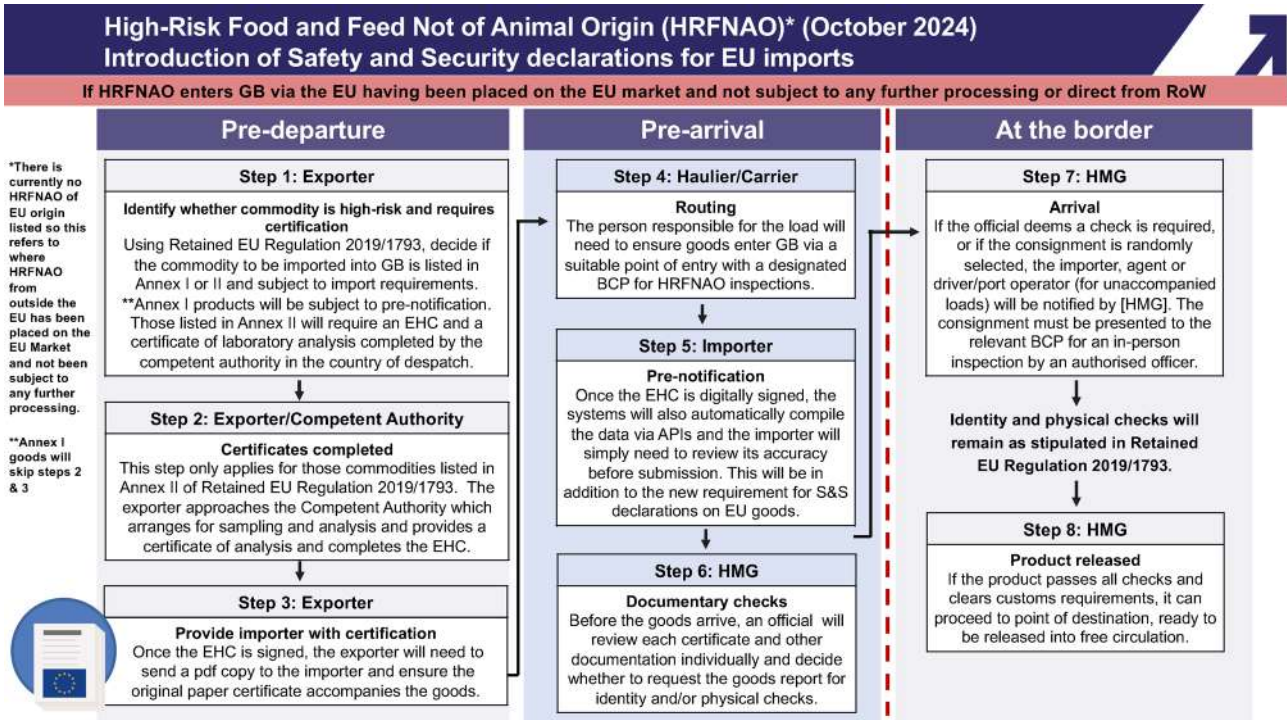 High-Risk Food and Feed Not of Animal Origin (HRFNAO)* (October 2024)
Introduction of Safety and Security declarations for EU imports
If HRFNAO enters GB via the EU having been placed on the EU market and not subject to any further processing or direct from RoW
*There is
currently no
HRFNAO of
EU origin
listed so this
refers to
where
HRFNAO
from
outside the
EU has been
placed on the
EU Market
and not been
subject to
any further
processing.
**Annex I
goods will
skip steps 2
& 3
Pre-departure
Step 1: Exporter
Identify whether commodity is high-risk and requires
certification
Using Retained EU Regulation 2019/1793, decide if
the commodity to be imported into GB is listed in
Annex I or II and subject to import requirements.
**Annex I products will be subject to pre-notification.
Those listed in Annex II will require an EHC and a
certificate of laboratory analysis completed by the
competent authority in the country of despatch.
Step 2: Exporter/Competent Authority
Certificates completed
This step only applies for those commodities listed in
Annex II of Retained EU Regulation 2019/1793. The
exporter approaches the Competent Authority which
arranges for sampling and analysis and provides a
certificate of analysis and completes the EHC.
Step 3: Exporter
Provide importer with certification
Once the EHC is signed, the exporter will need to
send a pdf copy to the importer and ensure the
original paper certificate accompanies the goods.
Pre-arrival
Step 4: Haulier/Carrier
Routing
The person responsible for the load will
need to ensure goods enter GB via a
suitable point of entry with a designated
BCP for HRFNAO inspections.
Step 5: Importer
Pre-notification
Once the EHC is digitally signed, the
systems will also automatically compile
the data via APIs and the importer will
simply need to review its accuracy
before submission. This will be in
addition to the new requirement for S&S
declarations on EU goods.
Step 6: HMG
Documentary checks
Before the goods arrive, an official will
review each certificate and other
documentation individually and decide
whether to request the goods report for
identity and/or physical checks.
At the border
Step 7: HMG
Arrival
If the official deems a check is required,
or if the consignment is randomly
selected, the importer, agent or
driver/port operator (for unaccompanied
loads) will be notified by [HMG]. The
consignment must be presented to the
relevant BCP for an in-person
inspection by an authorised officer.
Identity and physical checks will
remain as stipulated in Retained
EU Regulation 2019/1793.
Step 8: HMG
Product released
If the product passes all checks and
clears customs requirements, it can
proceed to point of destination, ready to
be released into free circulation.